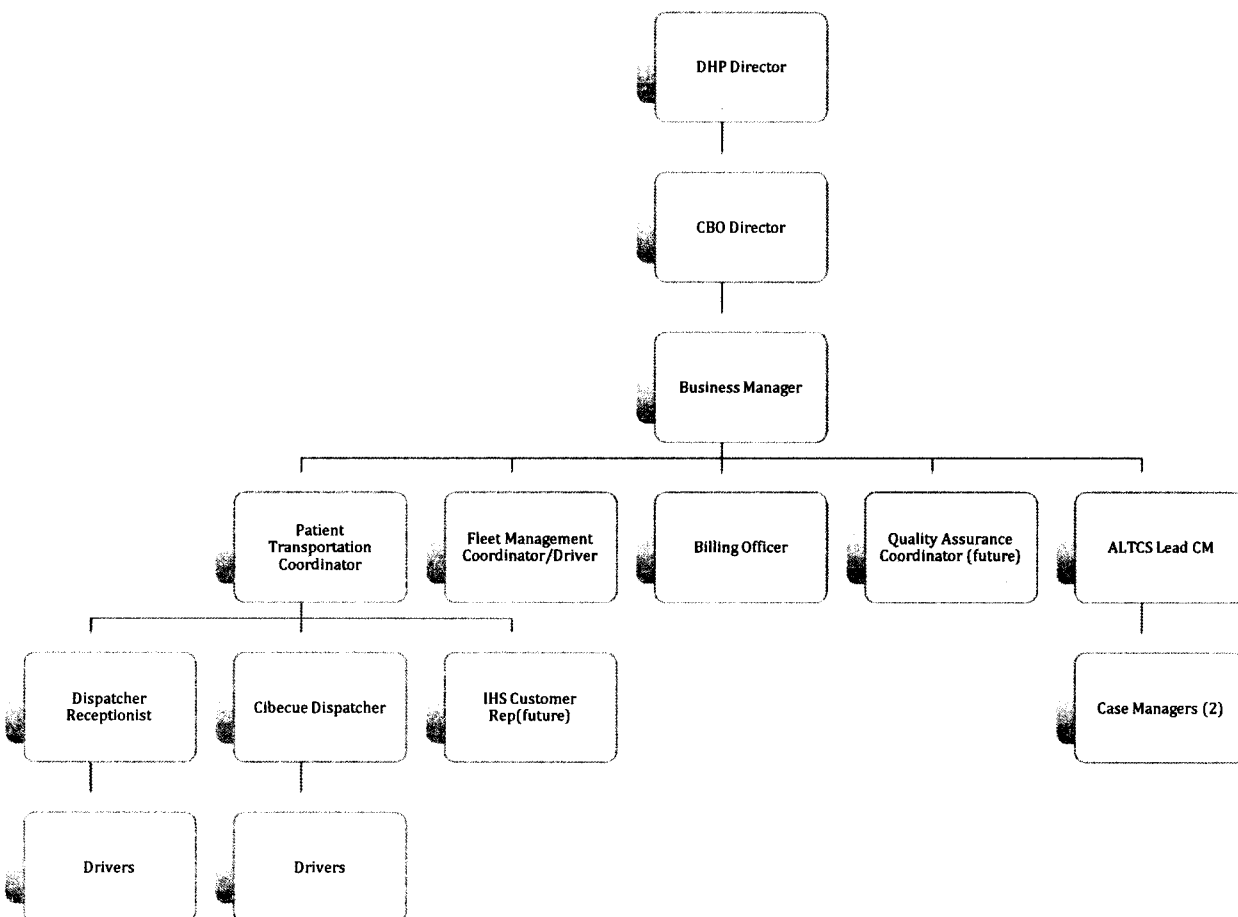 DHP Director
CBO Director
Business Manager
Patient
Transportation
Coordinator
Fleet Management
Coordinator/Driver
Billing Officer
Quality Assurance
Coordinator (future)
ALTCS Lead CM
Dispatcher
Receptionist
Cibecue Dispatcher
IHS Customer
Rep(future)
Case Managers (2)
Drivers
Drivers